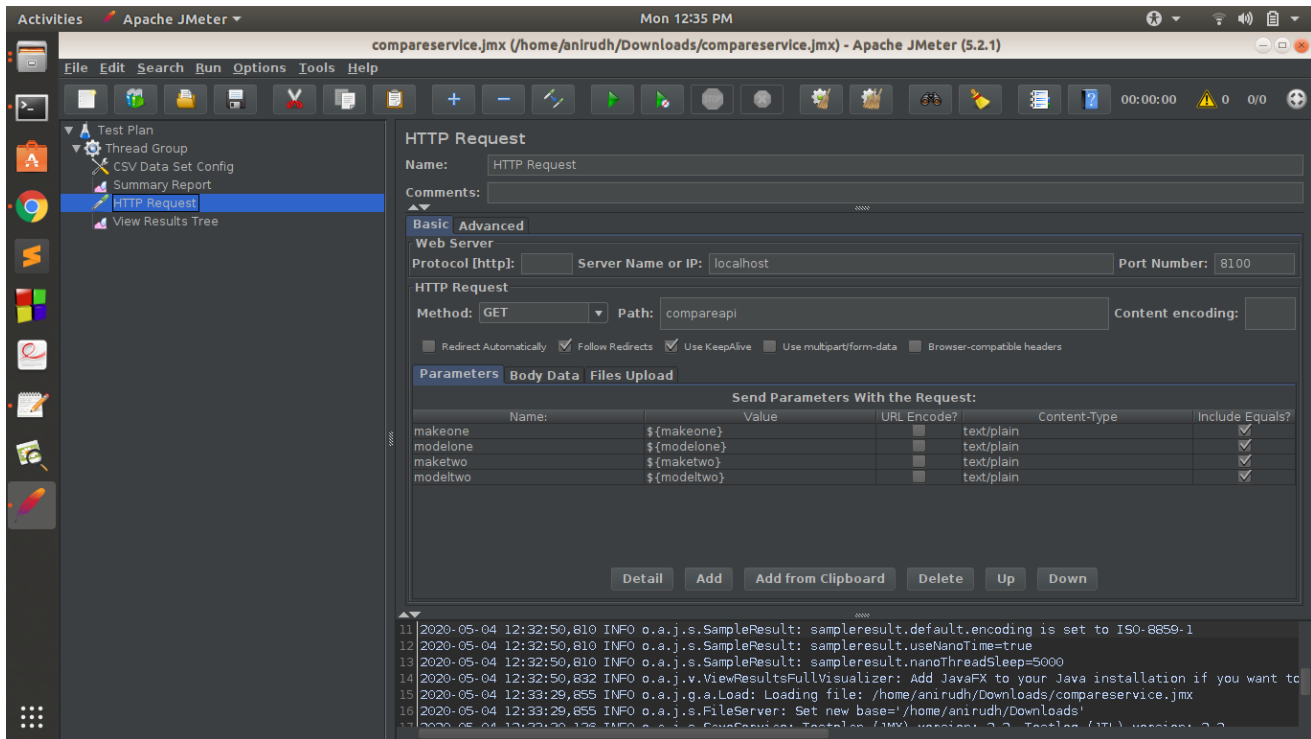 Activities Apache JMeter Mon 12:35 PM
compareservice.jmx (/home/anirudh/Downloads/compareservice.jmx) - Apache JMeter (5.2.1)
File Edit Search Run Options Tools Help
00:00:00 0 0/0
Test Plan
Thread Group
CSV Data Set Config
Summary Report
HTTP Request
View Results Tree
HTTP Request
Name: HTTP Request
Comments:
Basic Advanced
Web Server
Protocol [http]: Server Name or IP: localhost Port Number: 8100
HTTP Request
Method: GET Path: compareapi Content encoding:
Redirect Automatically Follow Redirects Use KeepAlive Use multipart/form-data Browser-compatible headers
Parameters Body Data Files Upload
Send Parameters With the Request:
Name: Value URL Encode? Content-Type Include Equals?
makeone ${makeone} text/plain
modelone ${modelone} text/plain
maketwo ${maketwo} text/plain
modeltwo ${modeltwo} text/plain
Detail Add Add from Clipboard Delete Up Down
11 2020-05-04 12:32:50,810 INFO o.a.j.s.SampleResult: sampleresult.default.encoding is set to ISO-8859-1
12 2020-05-04 12:32:50,810 INFO o.a.j.s.SampleResult: sampleresult.useNanoTime=true
13 2020-05-04 12:32:50,810 INFO o.a.j.s.SampleResult: sampleresult.nanoThreadSleep=5000
14 2020-05-04 12:32:50,832 INFO o.a.j.v.ViewResultsFullVisualizer: Add JavaFX to your Java installation if you want to
15 2020-05-04 12:33:29,855 INFO o.a.j.g.a.Load: Loading file: /home/anirudh/Downloads/compareservice.jmx
16 2020-05-04 12:33:29,855 INFO o.a.j.s.FileServer: Set new base='/home/anirudh/Downloads'